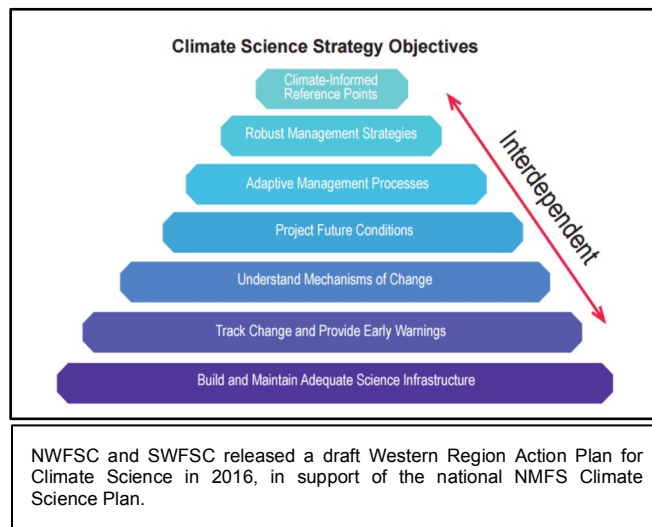 Climate Science Strategy Objectives
Climate-Informed
Reference Points
Robust Management Strategies
Adaptive Management Processes
Project Future Conditions
Understand Mechanisms of Change
Track Change and Provide Early Warnings
Build and Maintain Adequate Science Infrastructure
Interdependent
NWFSC and SWFSC released a draft Western Region Action Plan for
Climate Science in 2016, in support of the national NMFS Climate
Science Plan.